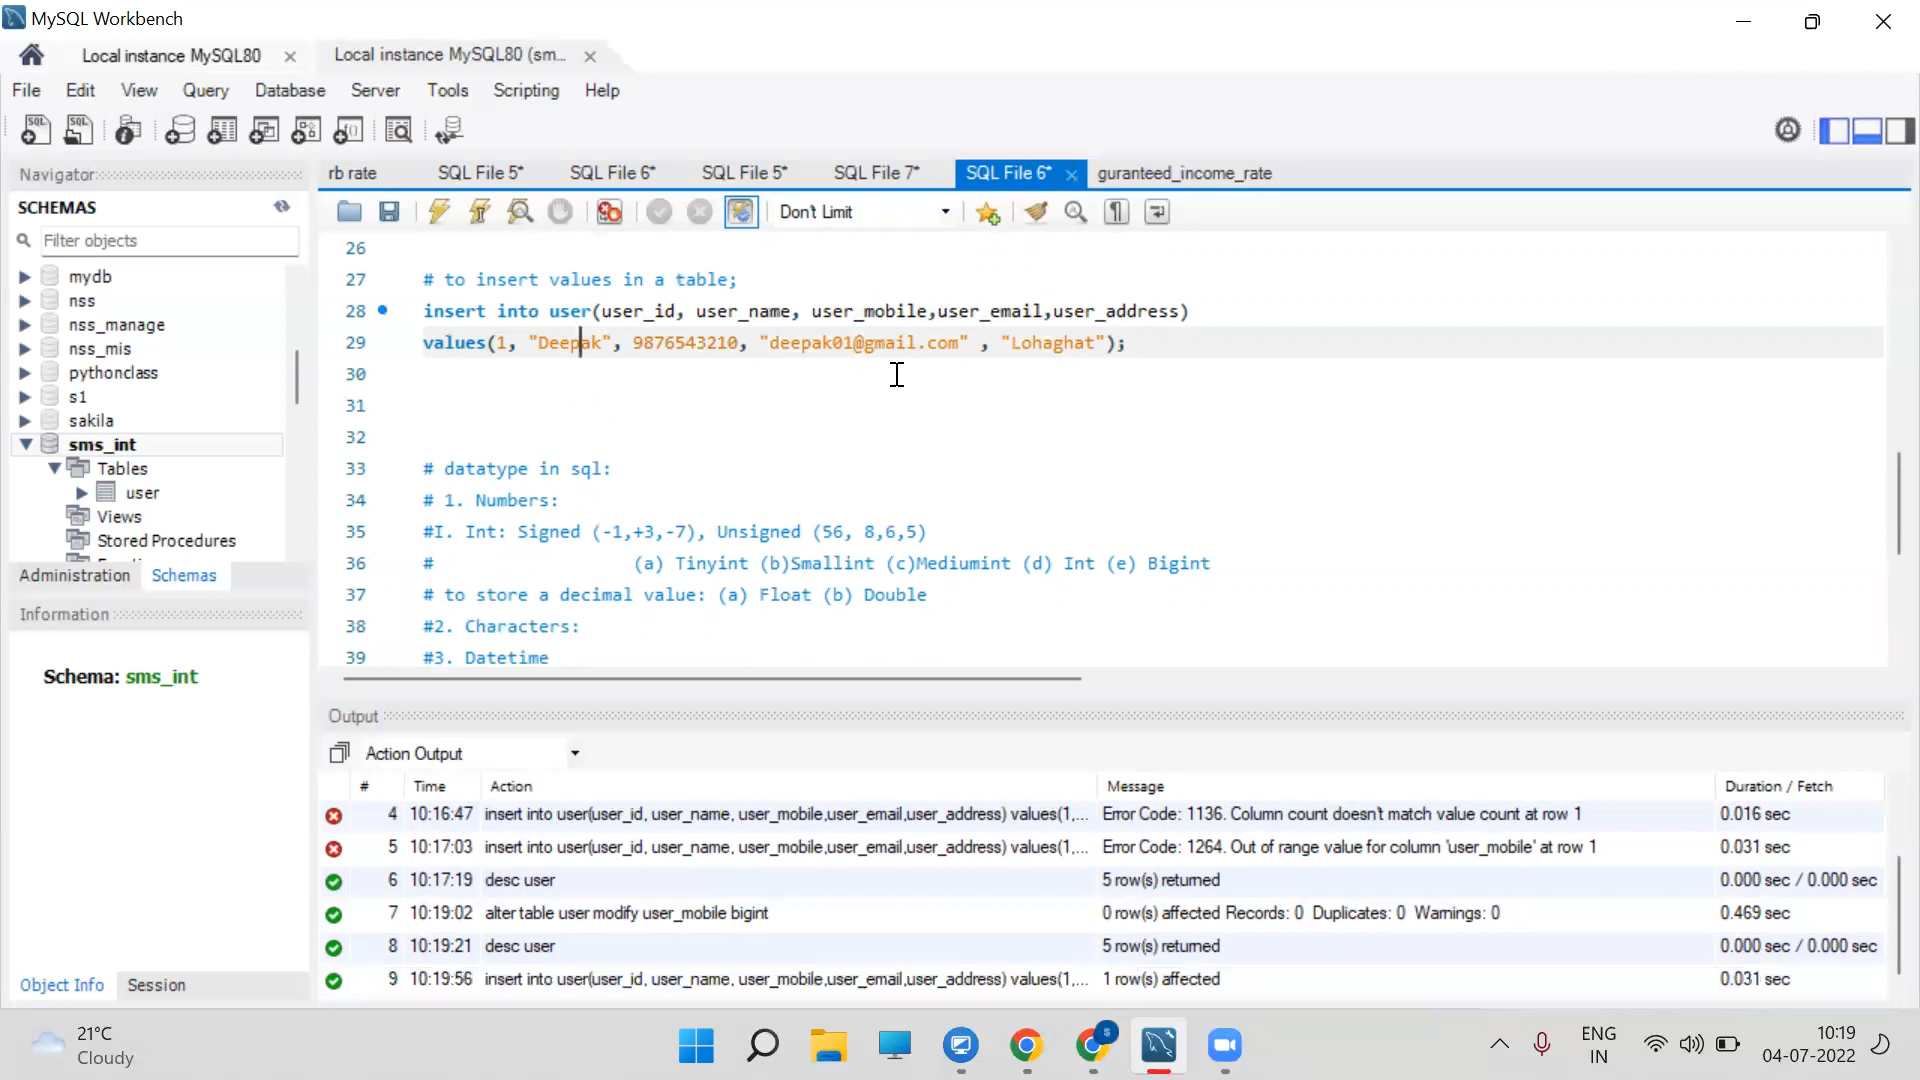 MySQL Workbench
Local instance MySQL80
Local instance MySQL80 (sm...
File Edit View Query Database Server Tools Scripting Help
Navigator
SCHEMAS
Filter objects
mydb
nss
nss_manage
nss_mis
pythonclass
s1
sakila
sms_int
Tables
user
Views
Stored Procedures
Administration Schemas
Information
Schema: sms_int
Object Info Session
rb rate SQL File 5* SQL File 6* SQL File 5* SQL File 7* SQL File 6* guranteed_income_rate
Don't Limit
26
27 # to insert values in a table;
28 insert into user(user_id, user_name, user_mobile,user_email,user_address)
29 values(1, "Deepak", 9876543210, "deepak01@gmail.com" , "Lohaghat");
30
31
32
33 # datatype in sql:
34 # 1. Numbers:
35 #I. Int: Signed (-1,+3,-7), Unsigned (56, 8,6,5)
36 # (a) Tinyint (b)Smallint (c)Mediumint (d) Int (e) Bigint
37 # to store a decimal value: (a) Float (b) Double
38 #2. Characters:
39 #3. Datetime
Output
Action Output
# Time Action Message Duration / Fetch
4 10:16:47 insert into user(user_id, user_name, user_mobile,user_email,user_address) values(1,... Error Code: 1136. Column count doesn't match value count at row 1 0.016 sec
5 10:17:03 insert into user(user_id, user_name, user_mobile,user_email,user_address) values(1,... Error Code: 1264. Out of range value for column 'user_mobile' at row 1 0.031 sec
6 10:17:19 desc user 5 row(s) returned 0.000 sec / 0.000 sec
7 10:19:02 alter table user modify user_mobile bigint 0 row(s) affected Records: 0 Duplicates: 0 Warnings: 0 0.469 sec
8 10:19:21 desc user 5 row(s) returned 0.000 sec / 0.000 sec
9 10:19:56 insert into user(user_id, user_name, user_mobile,user_email,user_address) values(1,... 1 row(s) affected 0.031 sec
21°C
Cloudy
ENG
IN
10:19
04-07-2022